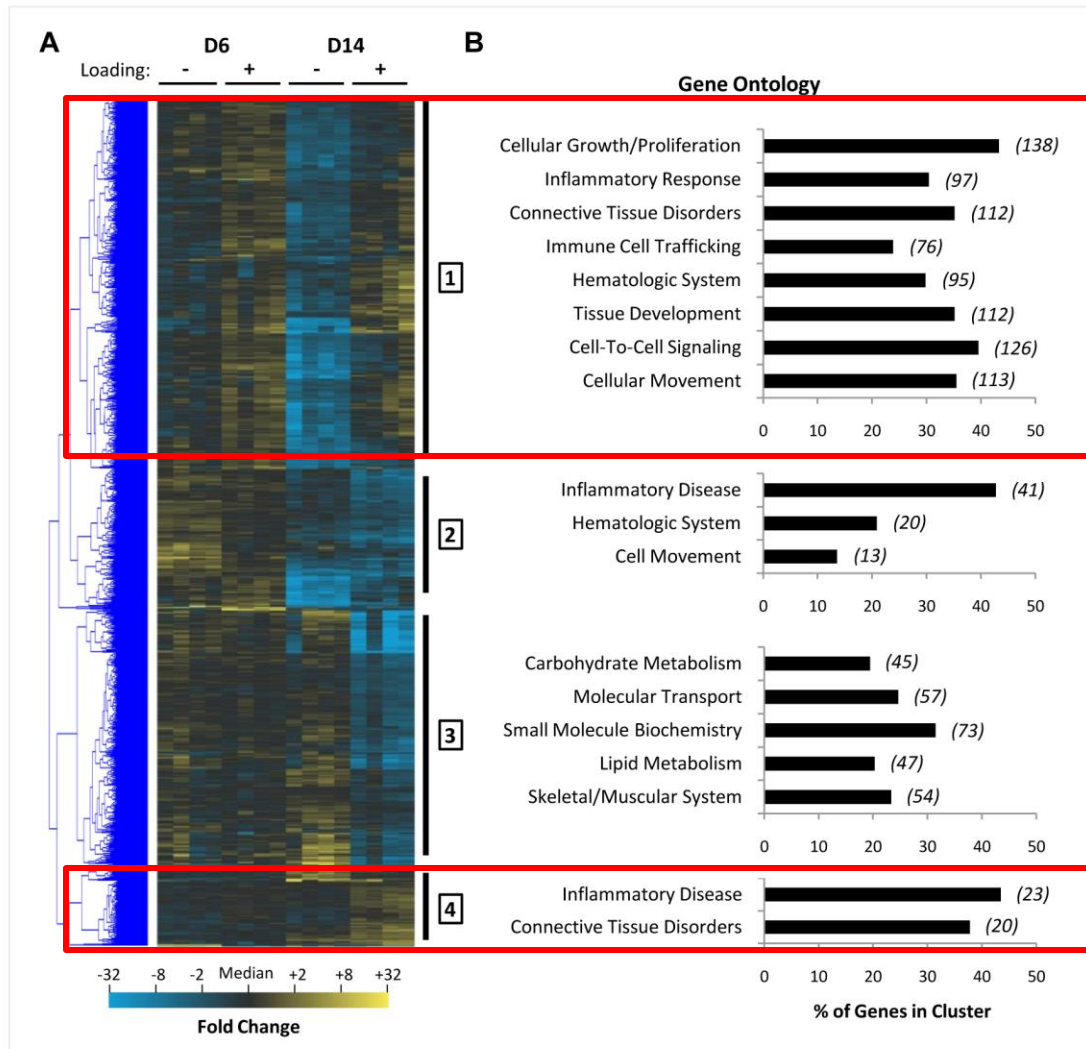 A
B
D6
D14
Loading:
-
+
-
+
Gene Ontology
1
Cellular Growth/Proliferation
(138)
Inflammatory Response
(97)
Connective Tissue Disorders
(112)
Immune Cell Trafficking
(76)
Hematologic System
(95)
Tissue Development
(112)
Cell-To-Cell Signaling
(126)
Cellular Movement
(113)
0 10 20 30 40 50
2
Inflammatory Disease
(41)
Hematologic System
(20)
Cell Movement
(13)
0 10 20 30 40 50
3
Carbohydrate Metabolism
(45)
Molecular Transport
(57)
Small Molecule Biochemistry
(73)
Lipid Metabolism
(47)
Skeletal/Muscular System
(54)
0 10 20 30 40 50
4
Inflammatory Disease
(23)
Connective Tissue Disorders
(20)
0 10 20 30 40 50
% of Genes in Cluster
-32 -8 -2 Median +2 +8 +32
Fold Change